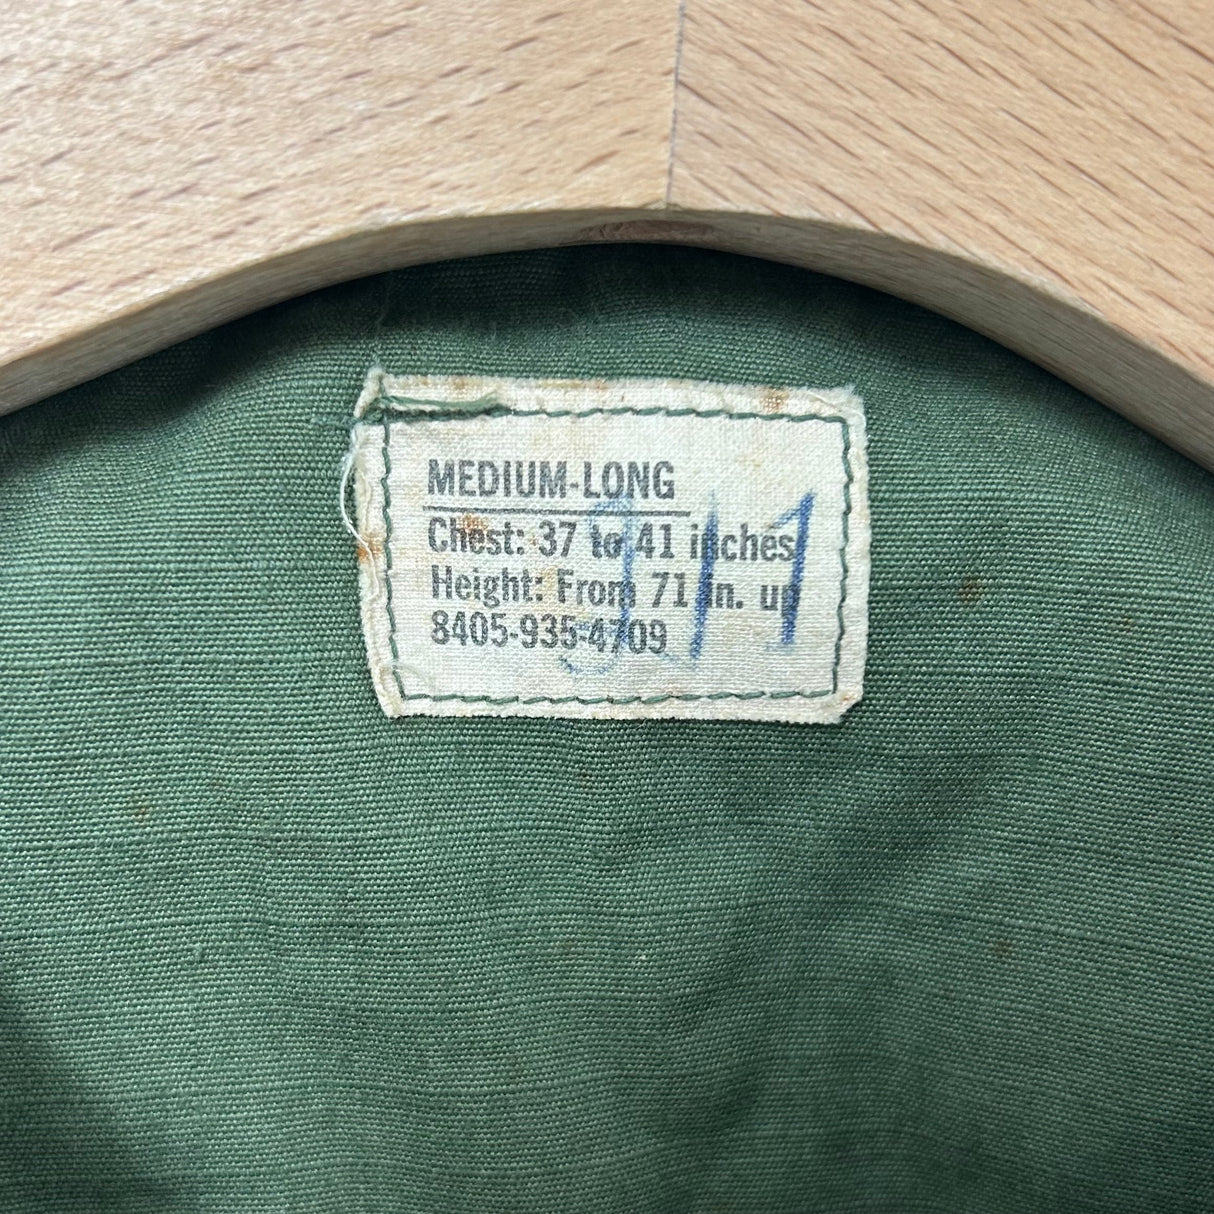 MEDIUM-LONG
Chest: 37 to 41 inches
Height: From 71 in. up
8405-935-4709